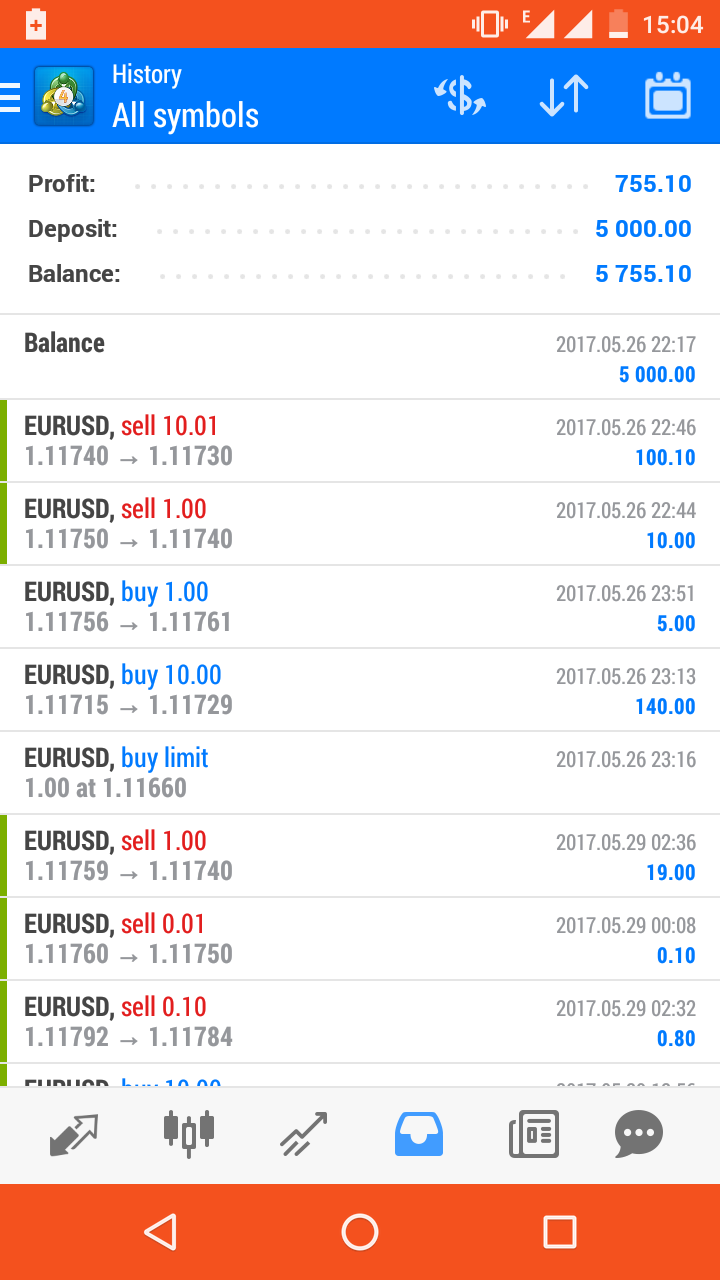 E 15:04
History
All symbols
4
Profit: 755.10
Deposit: 5 000.00
Balance: 5 755.10
Balance 2017.05.26 22:17
5 000.00
EURUSD, sell 10.01 2017.05.26 22:46
1.11740 → 1.11730 100.10
EURUSD, sell 1.00 2017.05.26 22:44
1.11750 → 1.11740 10.00
EURUSD, buy 1.00 2017.05.26 23:51
1.11756 → 1.11761 5.00
EURUSD, buy 10.00 2017.05.26 23:13
1.11715 → 1.11729 140.00
EURUSD, buy limit 2017.05.26 23:16
1.00 at 1.11660
EURUSD, sell 1.00 2017.05.29 02:36
1.11759 → 1.11740 19.00
EURUSD, sell 0.01 2017.05.29 00:08
1.11760 → 1.11750 0.10
EURUSD, sell 0.10 2017.05.29 02:32
1.11792 → 1.11784 0.80
EURUSD, buy 10.00